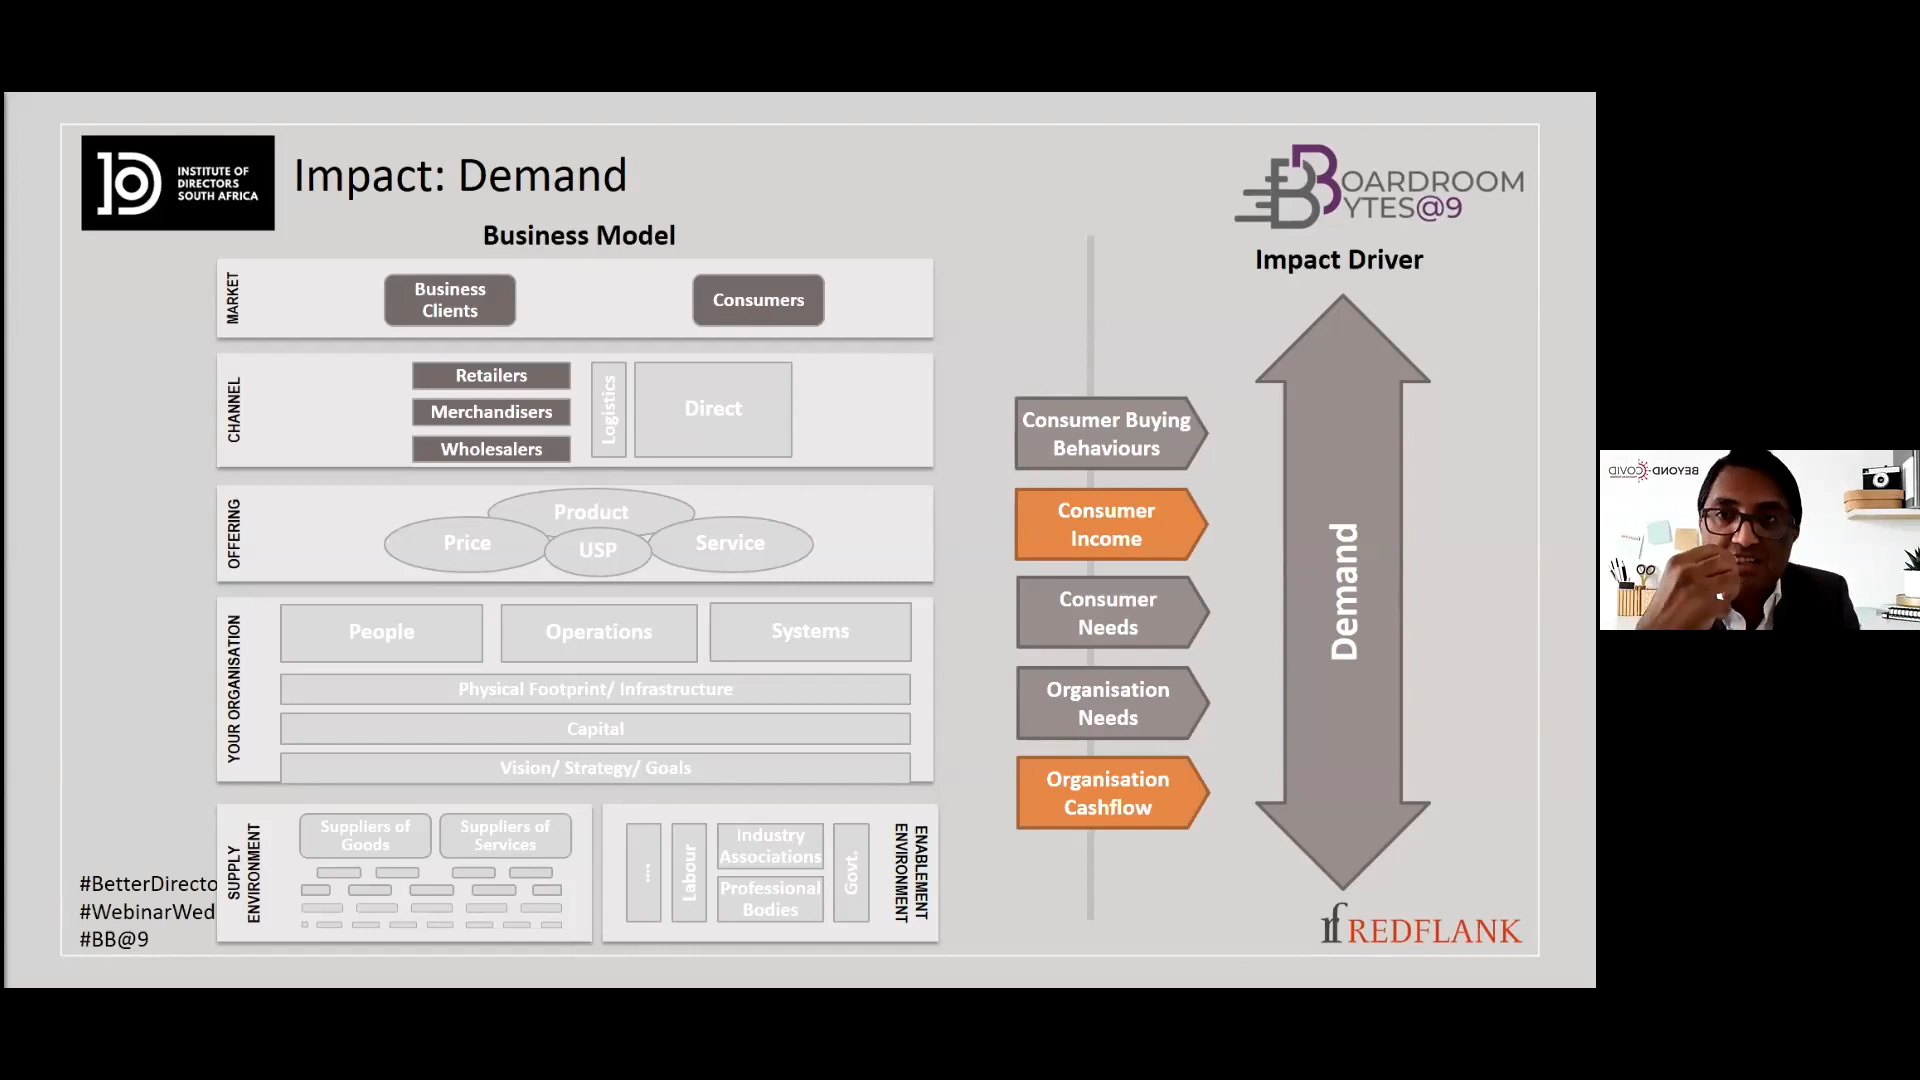 INSTITUTE OF
DIRECTORS
SOUTH AFRICA
Impact: Demand
BOARDROOM
BYTES@9
Business Model
Impact Driver
MARKET
Business
Clients
Consumers
CHANNEL
Retailers
Merchandisers
Wholesalers
Logistics
Direct
OFFERING
Product
Price
USP
Service
YOUR ORGANISATION
People
Operations
Systems
Physical Footprint/ Infrastructure
Capital
Vision/ Strategy/ Goals
SUPPLY
ENVIRONMENT
Suppliers of
Goods
Suppliers of
Services
....
Labour
Industry
Associations
Professional
Bodies
Govt.
ENABLEMENT
ENVIRONMENT
Consumer Buying
Behaviours
Consumer
Income
Consumer
Needs
Organisation
Needs
Organisation
Cashflow
Demand
#BetterDirecto
#WebinarWed
#BB@9
rf REDFLANK
BEYOND COVID